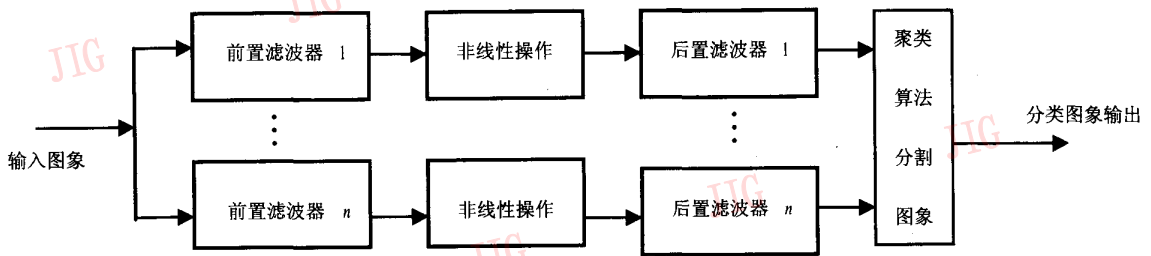 JIG
JIG
前置滤波器 1
非线性操作
后置滤波器 1
聚类
算法
分割
图象
输入图象
分类图象输出
JIG
前置滤波器 n
非线性操作
后置滤波器 n
JIG
JIG